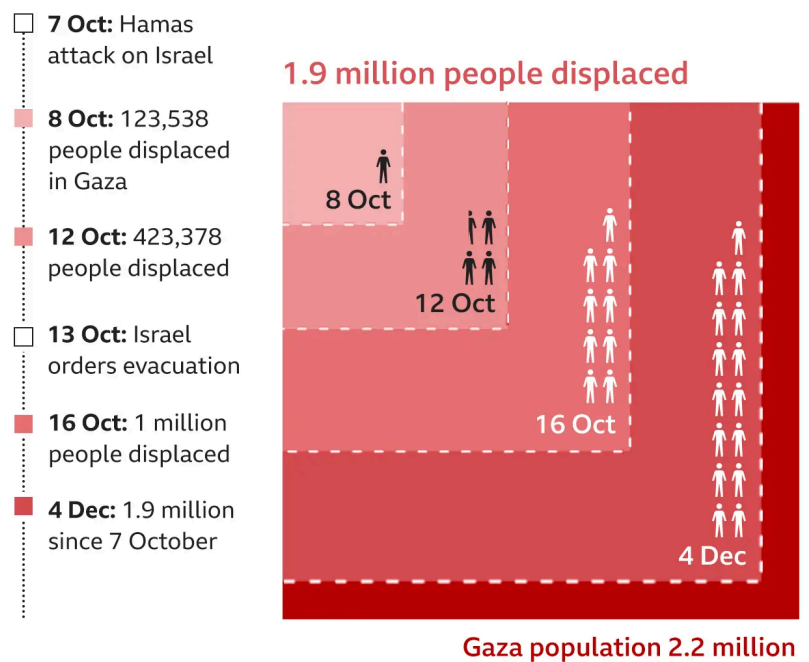 7 Oct: Hamas
attack on Israel
8 Oct: 123,538
people displaced
in Gaza
12 Oct: 423,378
people displaced
13 Oct: Israel
orders evacuation
16 Oct: 1 million
people displaced
4 Dec: 1.9 million
since 7 October
1.9 million people displaced
8 Oct
12 Oct
16 Oct
4 Dec
Gaza population 2.2 million